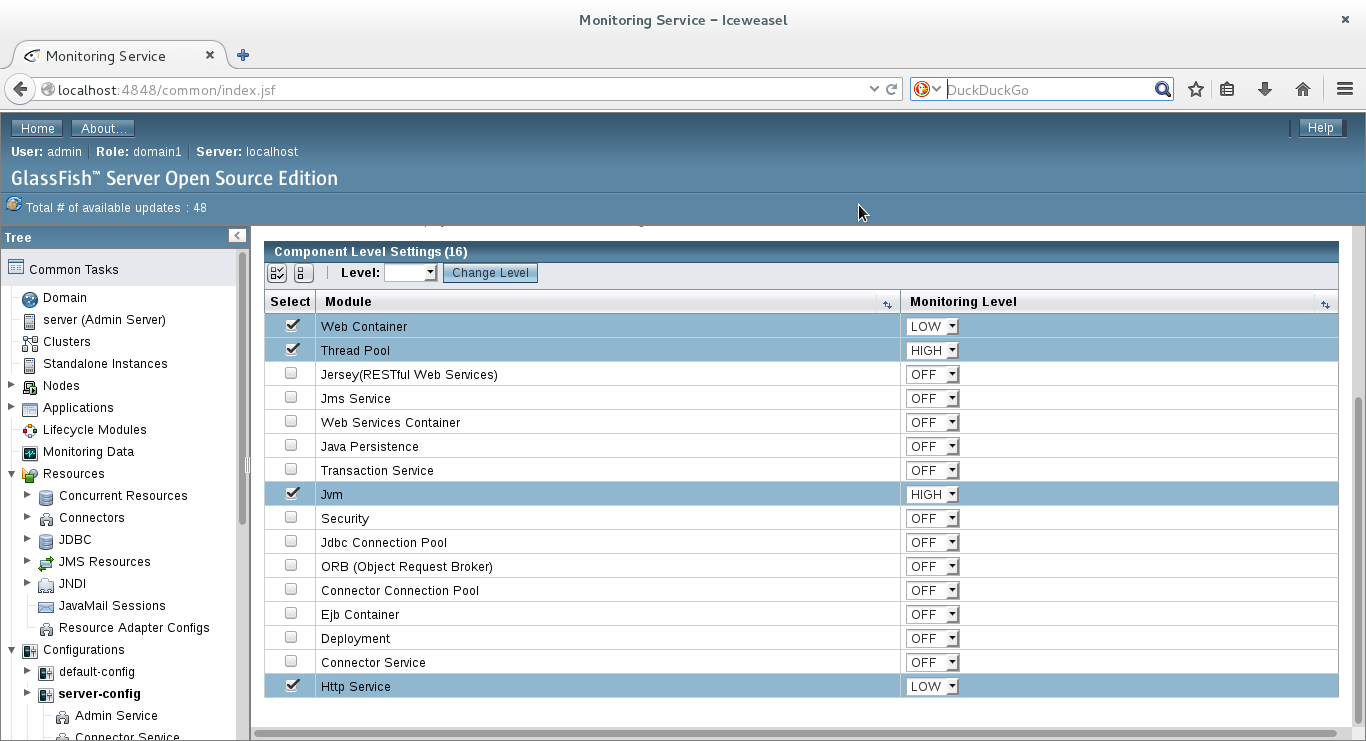 Monitoring Service – Iceweasel
Monitoring Service
localhost:4848/common/index.jsf
DuckDuckGo
Home About...
Help
User: admin Role: domain1 Server: localhost
GlassFish™ Server Open Source Edition
Total # of available updates : 48
Tree
Common Tasks
Domain
server (Admin Server)
Clusters
Standalone Instances
Nodes
Applications
Lifecycle Modules
Monitoring Data
Resources
Concurrent Resources
Connectors
JDBC
JMS Resources
JNDI
JavaMail Sessions
Resource Adapter Configs
Configurations
default-config
server-config
Admin Service
Connector Service
Component Level Settings (16)
Level: Change Level
Select Module Monitoring Level
Web Container LOW
Thread Pool HIGH
Jersey(RESTful Web Services) OFF
Jms Service OFF
Web Services Container OFF
Java Persistence OFF
Transaction Service OFF
Jvm HIGH
Security OFF
Jdbc Connection Pool OFF
ORB (Object Request Broker) OFF
Connector Connection Pool OFF
Ejb Container OFF
Deployment OFF
Connector Service OFF
Http Service LOW